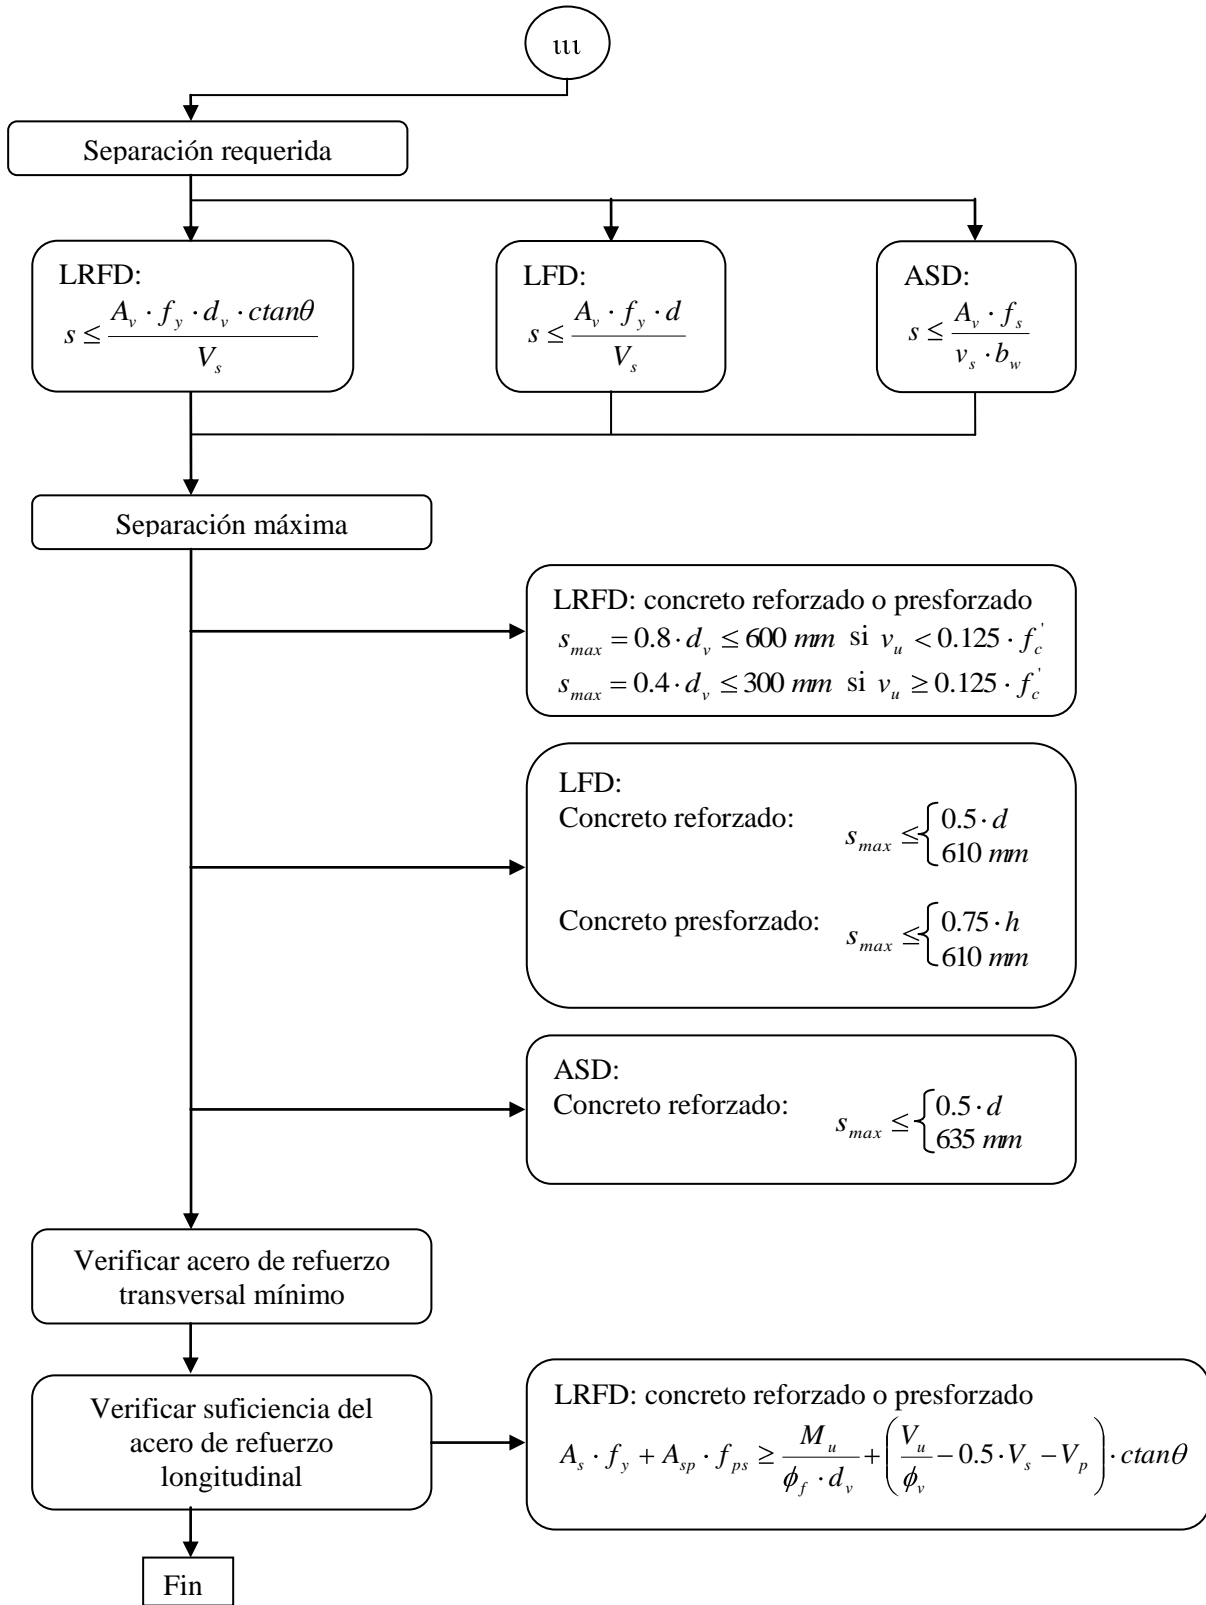 ιιι
Separación requerida
LRFD:
s ≤ (A_v · f_y · d_v · ctanθ) / V_s
LFD:
s ≤ (A_v · f_y · d) / V_s
ASD:
s ≤ (A_v · f_s) / (v_s · b_w)
Separación máxima
LRFD: concreto reforzado o presforzado
s_max = 0.8 · d_v ≤ 600 mm si v_u < 0.125 · f_c'
s_max = 0.4 · d_v ≤ 300 mm si v_u ≥ 0.125 · f_c'
LFD:
Concreto reforzado: s_max ≤ { 0.5 · d
610 mm
Concreto presforzado: s_max ≤ { 0.75 · h
610 mm
ASD:
Concreto reforzado: s_max ≤ { 0.5 · d
635 mm
Verificar acero de refuerzo
transversal mínimo
Verificar suficiencia del
acero de refuerzo
longitudinal
LRFD: concreto reforzado o presforzado
A_s · f_y + A_sp · f_ps ≥ M_u / (ϕ_f · d_v) + (V_u / ϕ_v − 0.5 · V_s − V_p) · ctanθ
Fin